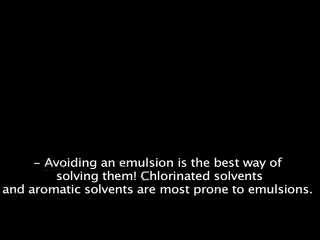 - Avoiding an emulsion is the best way of
solving them! Chlorinated solvents
and aromatic solvents are most prone to emulsions.